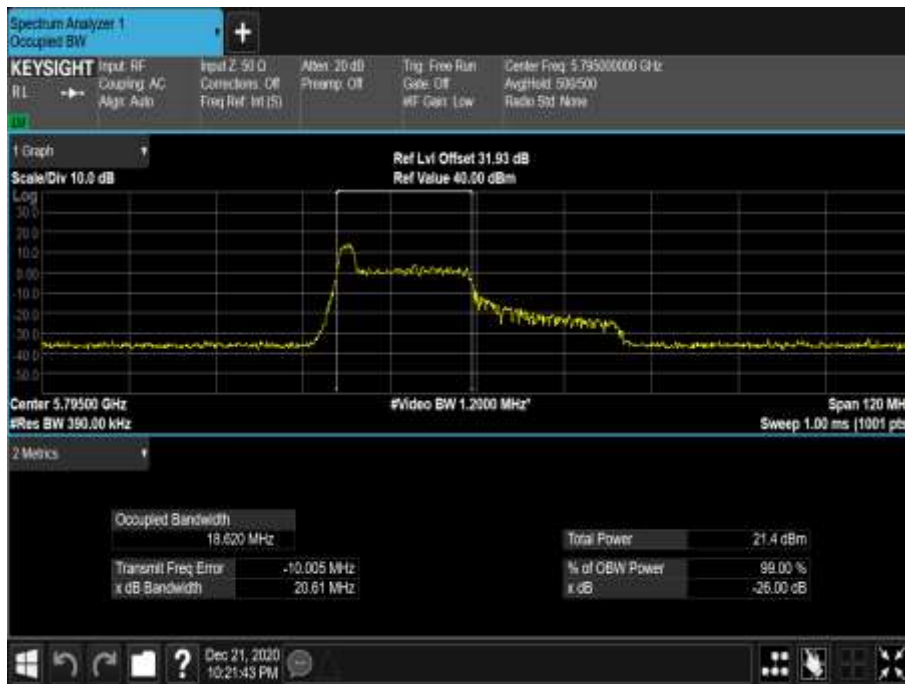 Spectrum Analyzer 1
Occupied BW
+
KEYSIGHT Input: RF Input Z: 50 Ω Atten: 20 dB Trig: Free Run Center Freq: 5.795000000 GHz
RL Coupling: AC Corrections: Off Preamp: Off Gate: Off Avg|Hold: 500/500
Align: Auto Freq Ref: Int (S) #IF Gain: Low Radio Std: None
1 Graph
Ref Lvl Offset 31.93 dB
Scale/Div 10.0 dB Ref Value 40.00 dBm
Log
30.0
20.0
10.0
0.00
-10.0
-20.0
-30.0
-40.0
-50.0
Center 5.79500 GHz #Video BW 1.2000 MHz* Span 120 MH
#Res BW 390.00 kHz Sweep 1.00 ms (1001 pts
2 Metrics
Occupied Bandwidth
18.620 MHz Total Power 21.4 dBm
Transmit Freq Error -10.005 MHz % of OBW Power 99.00 %
x dB Bandwidth 20.61 MHz x dB -26.00 dB
? Dec 21, 2020
10:21:43 PM